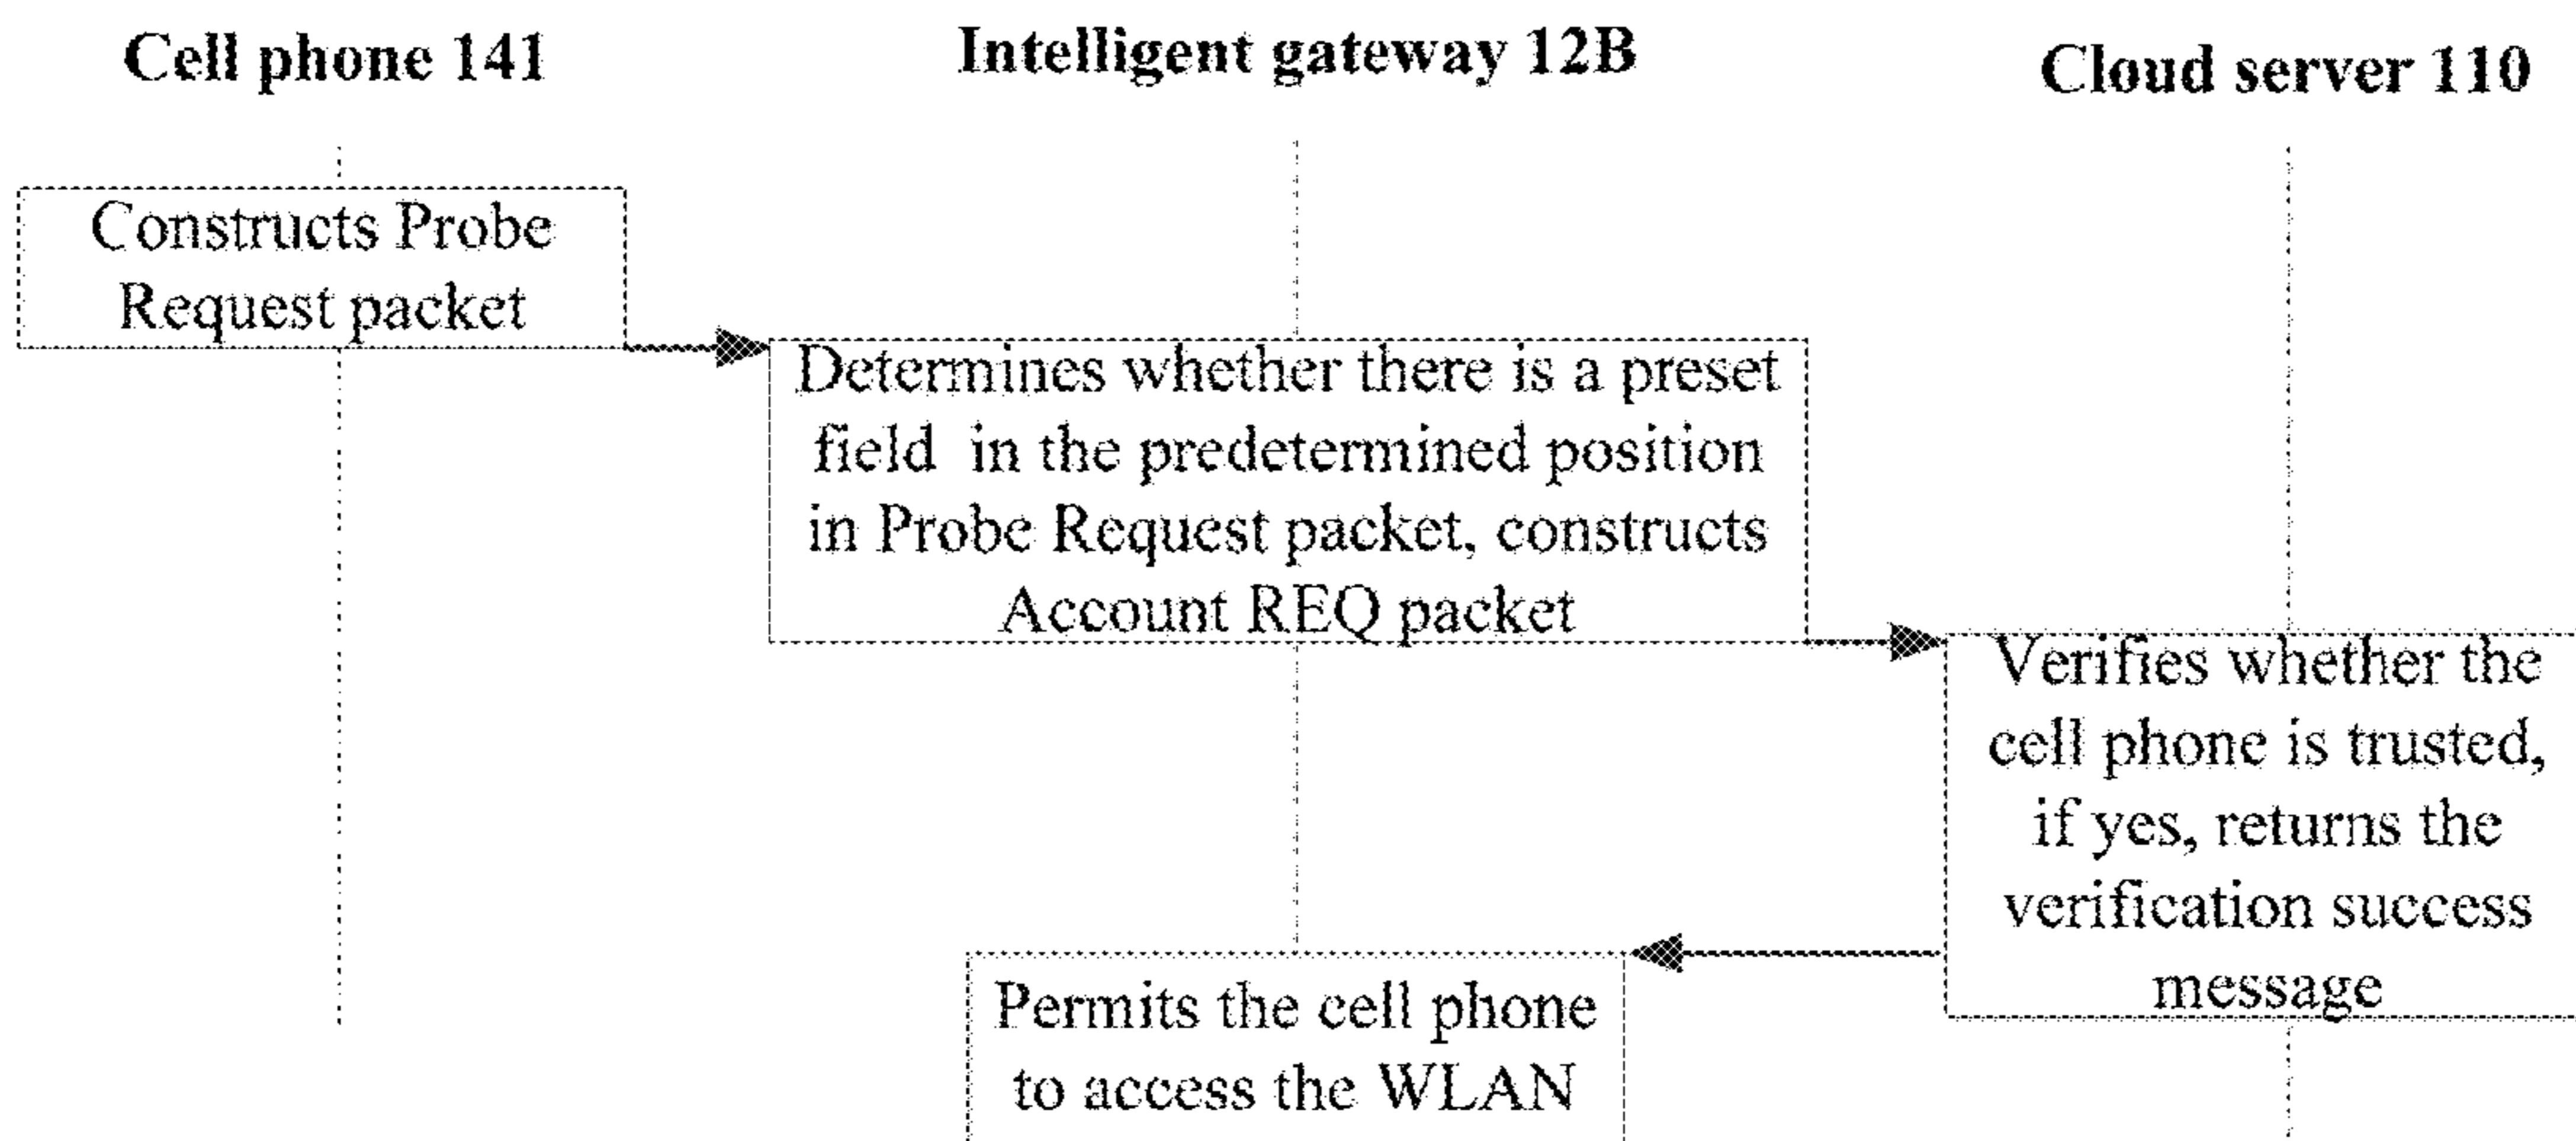 Cell phone 141
Intelligent gateway 12B
Cloud server 110
Constructs Probe
Request packet
Determines whether there is a preset
field in the predetermined position
in Probe Request packet, constructs
Account REQ packet
Verifies whether the
cell phone is trusted,
if yes, returns the
verification success
message
Permits the cell phone
to access the WLAN